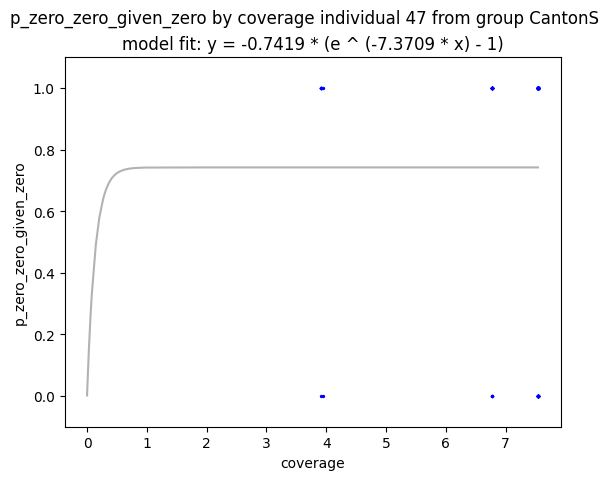 p_zero_zero_given_zero by coverage individual 47 from group CantonS
model fit: y = -0.7419 * (e ^ (-7.3709 * x) - 1)
p_zero_zero_given_zero
1.0
0.8
0.6
0.4
0.2
0.0
0 1 2 3 4 5 6 7
coverage